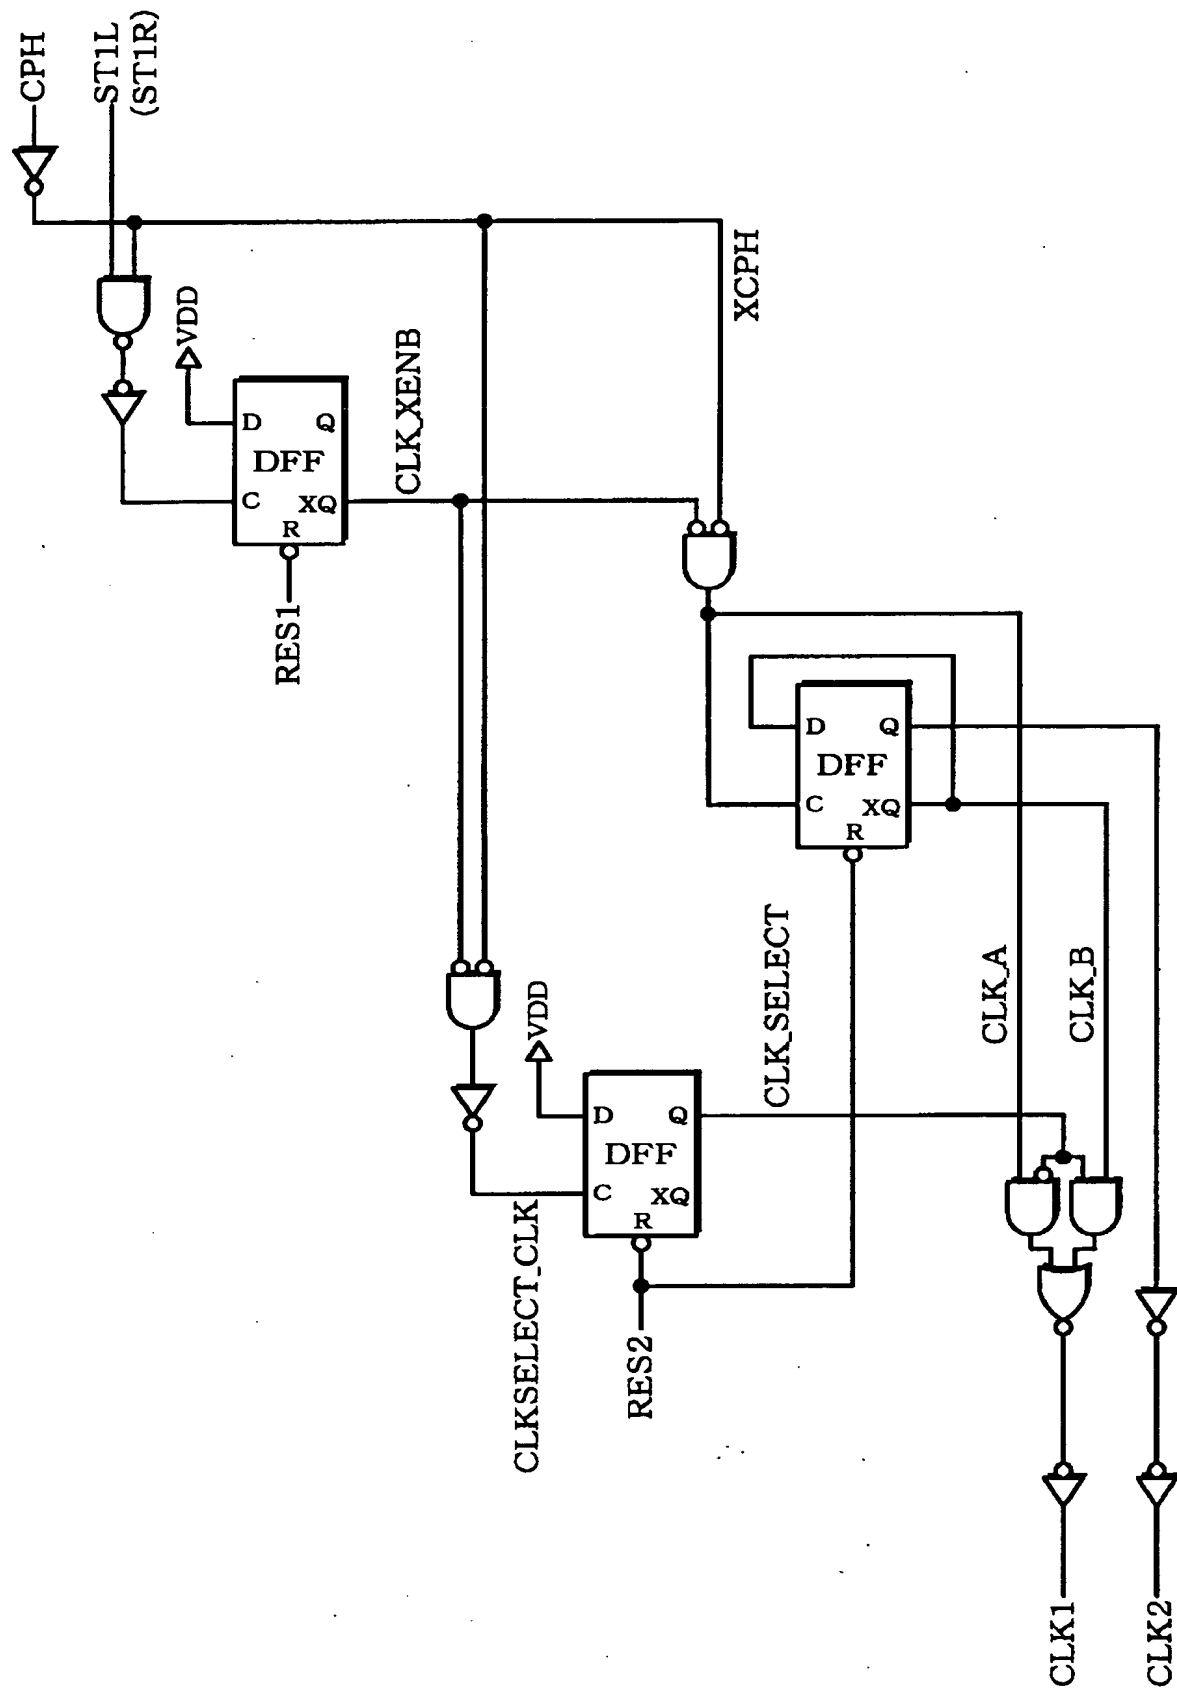 CPH
ST1L
(ST1R)
VDD
D
Q
DFF
C
XQ
R
RES1
CLK_XENB
XCPH
D
Q
DFF
C
XQ
R
VDD
D
Q
DFF
C
XQ
R
CLKSELECT_CLK
RES2
CLK_SELECT
CLK_A
CLK_B
CLK1
CLK2